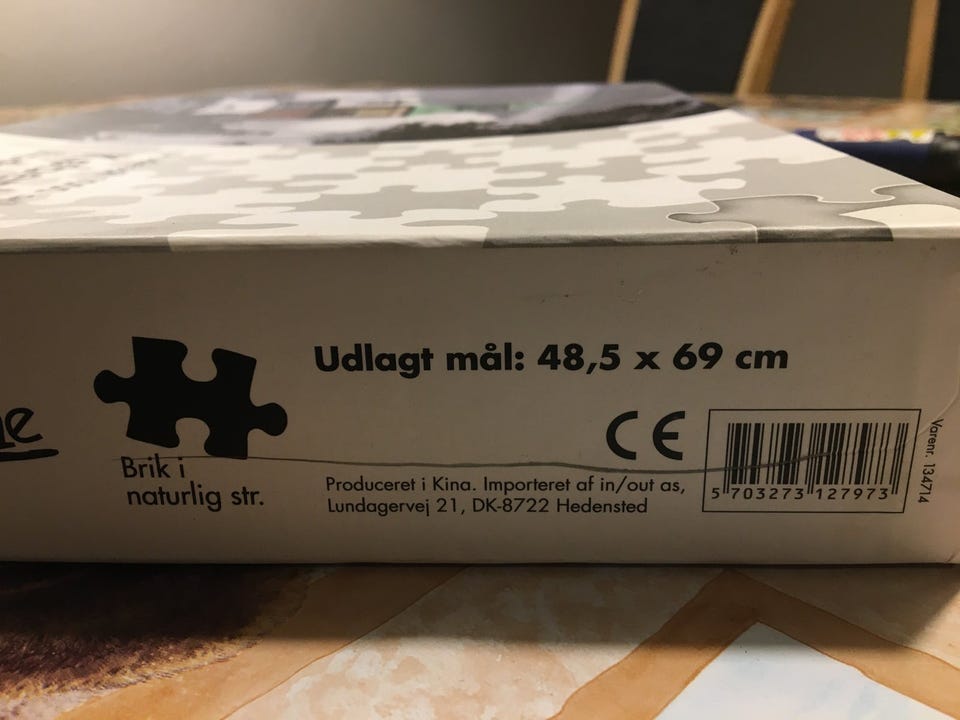 Udlagt mål: 48,5 x 69 cm
CE
Brik i
naturlig str.
Produceret i Kina. Importeret af in/out as,
Lundagervej 21, DK-8722 Hedensted
5 703273 127973
Varenr. 134714